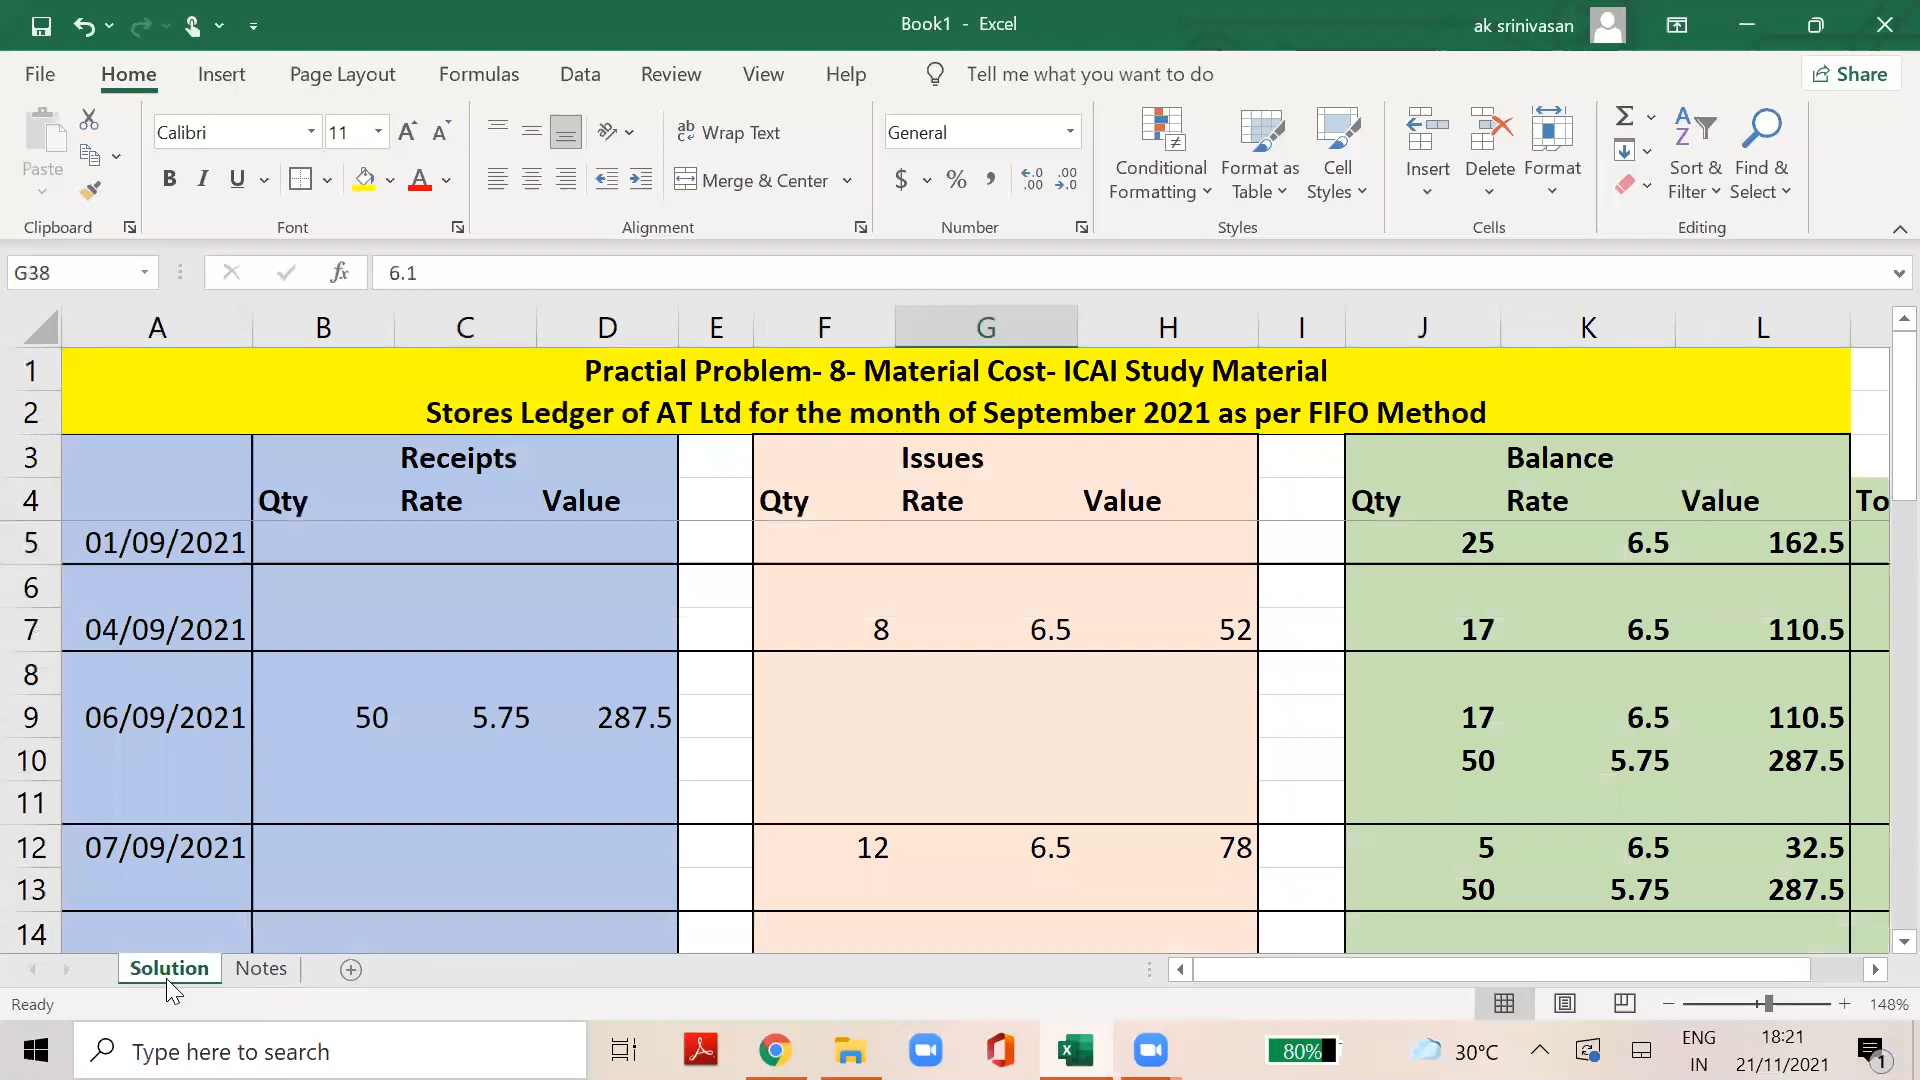 Book1 - Excel
ak srinivasan
File Home Insert Page Layout Formulas Data Review View Help Tell me what you want to do Share
Paste
Clipboard
Calibri 11
B I U
Font
Wrap Text
Merge & Center
Alignment
General
$ % ,
Number
Conditional Formatting
Format as Table
Cell Styles
Styles
Insert Delete Format
Cells
Sort & Filter
Find & Select
Editing
G38 fx 6.1
A B C D E F G H I J K L
1 Practial Problem- 8- Material Cost- ICAI Study Material
2 Stores Ledger of AT Ltd for the month of September 2021 as per FIFO Method
3 Receipts Issues Balance
4 Qty Rate Value Qty Rate Value Qty Rate Value To
5 01/09/2021 25 6.5 162.5
6
7 04/09/2021 8 6.5 52 17 6.5 110.5
8
9 06/09/2021 50 5.75 287.5 17 6.5 110.5
10 50 5.75 287.5
11
12 07/09/2021 12 6.5 78 5 6.5 32.5
13 50 5.75 287.5
14
Solution Notes
Ready 148%
Type here to search
80% 30°C ENG IN 18:21 21/11/2021 1